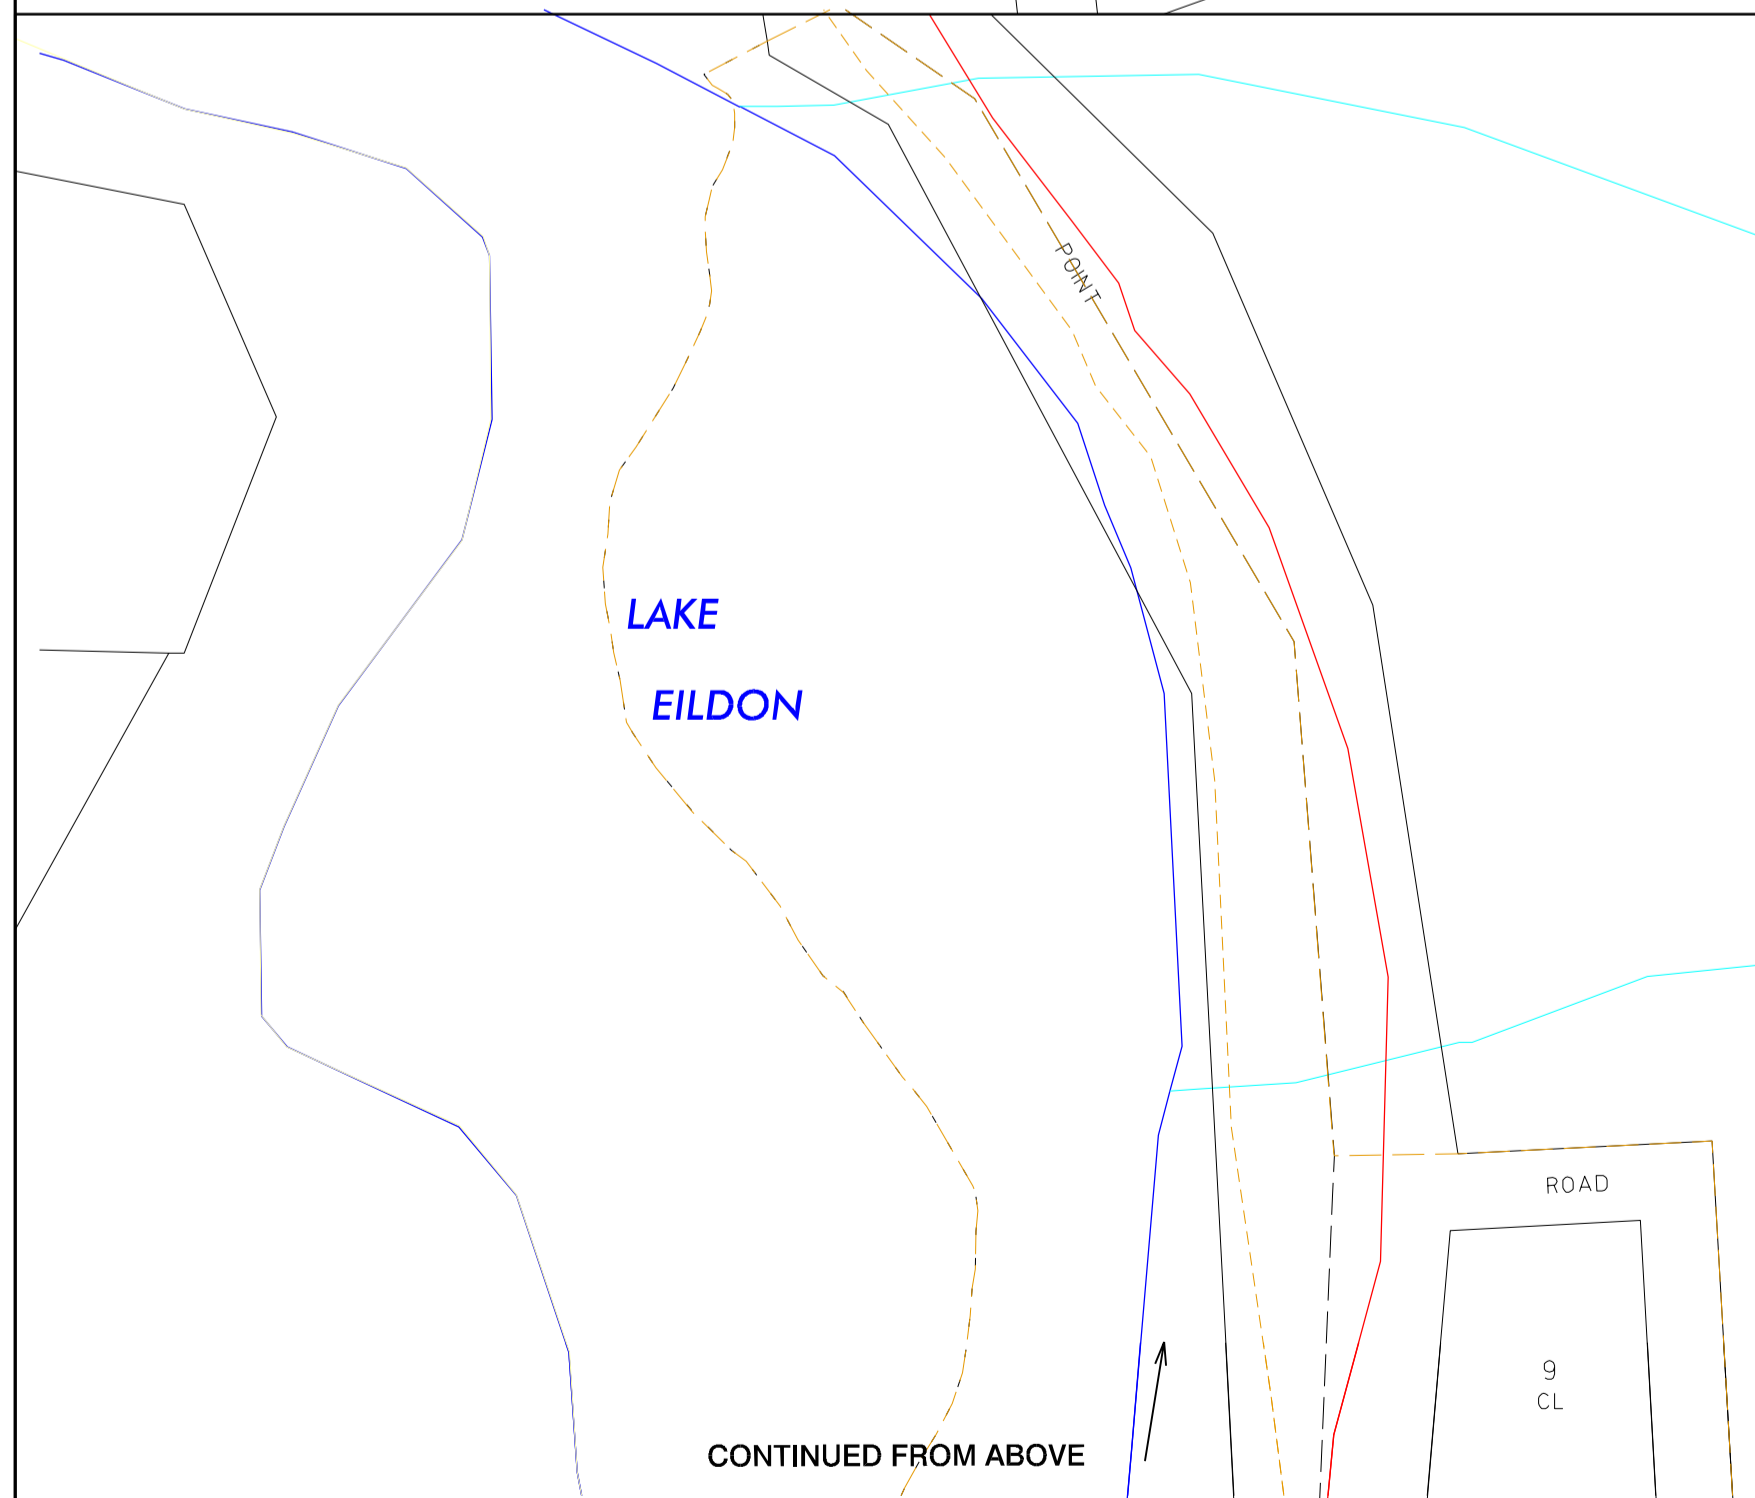 POINT
LAKE
EILDON
ROAD
9
CL
CONTINUED FROM ABOVE